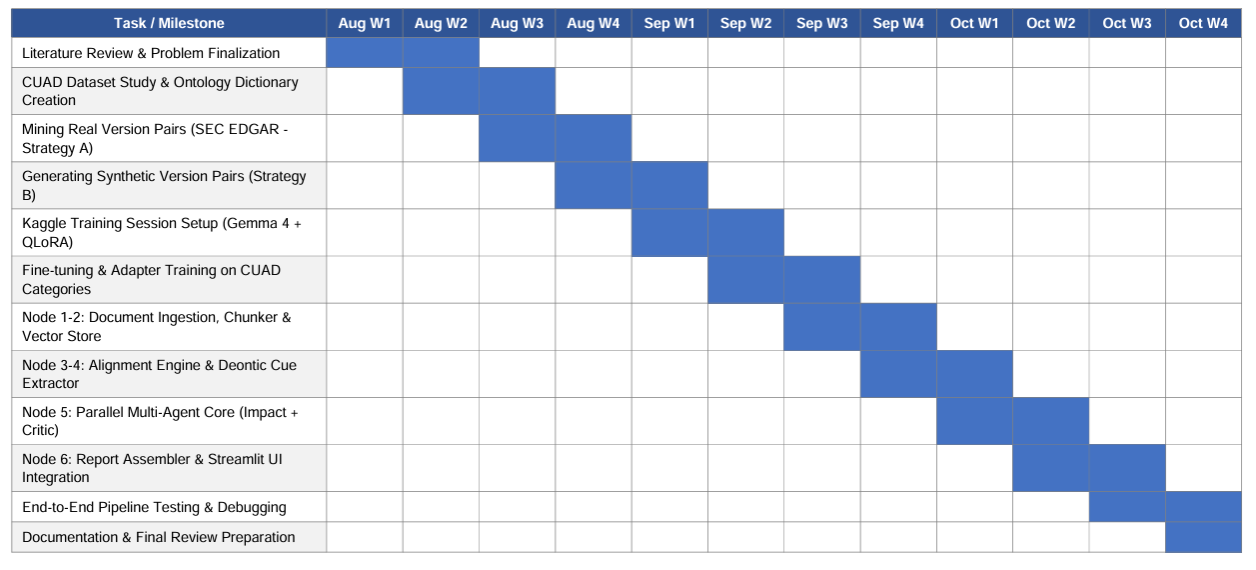 Task / Milestone Aug W1 Aug W2 Aug W3 Aug W4 Sep W1 Sep W2 Sep W3 Sep W4 Oct W1 Oct W2 Oct W3 Oct W4
Literature Review & Problem Finalization
CUAD Dataset Study & Ontology Dictionary
Creation
Mining Real Version Pairs (SEC EDGAR -
Strategy A)
Generating Synthetic Version Pairs (Strategy
B)
Kaggle Training Session Setup (Gemma 4 +
QLoRA)
Fine-tuning & Adapter Training on CUAD
Categories
Node 1-2: Document Ingestion, Chunker &
Vector Store
Node 3-4: Alignment Engine & Deontic Cue
Extractor
Node 5: Parallel Multi-Agent Core (Impact +
Critic)
Node 6: Report Assembler & Streamlit UI
Integration
End-to-End Pipeline Testing & Debugging
Documentation & Final Review Preparation